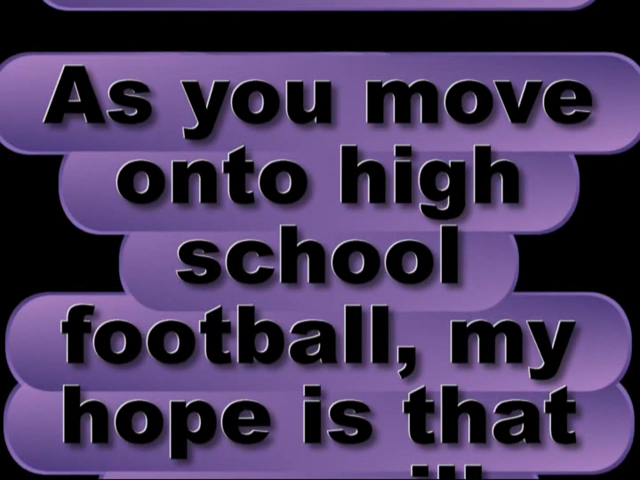 As you move
onto high
school
football, my
hope is that